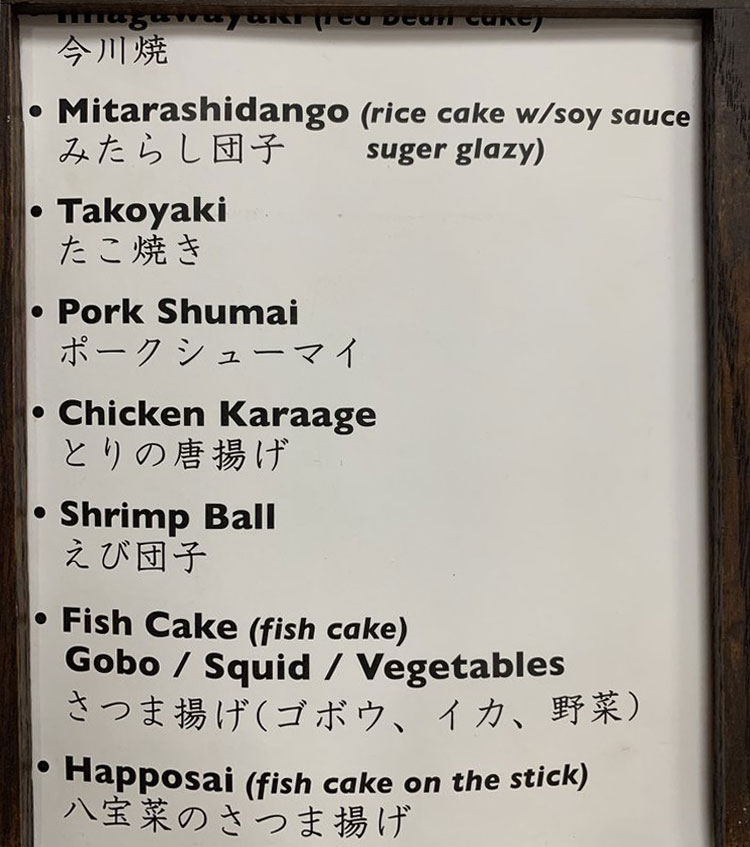 Imagawayaki (red bean cake)
今川焼
• Mitarashidango (rice cake w/soy sauce
みたらし団子 suger glazy)
• Takoyaki
たこ焼き
• Pork Shumai
ポークシューマイ
• Chicken Karaage
とりの唐揚げ
• Shrimp Ball
えび団子
• Fish Cake (fish cake)
Gobo / Squid / Vegetables
さつま揚げ(ゴボウ、イカ、野菜)
• Happosai (fish cake on the stick)
八宝菜のさつま揚げ